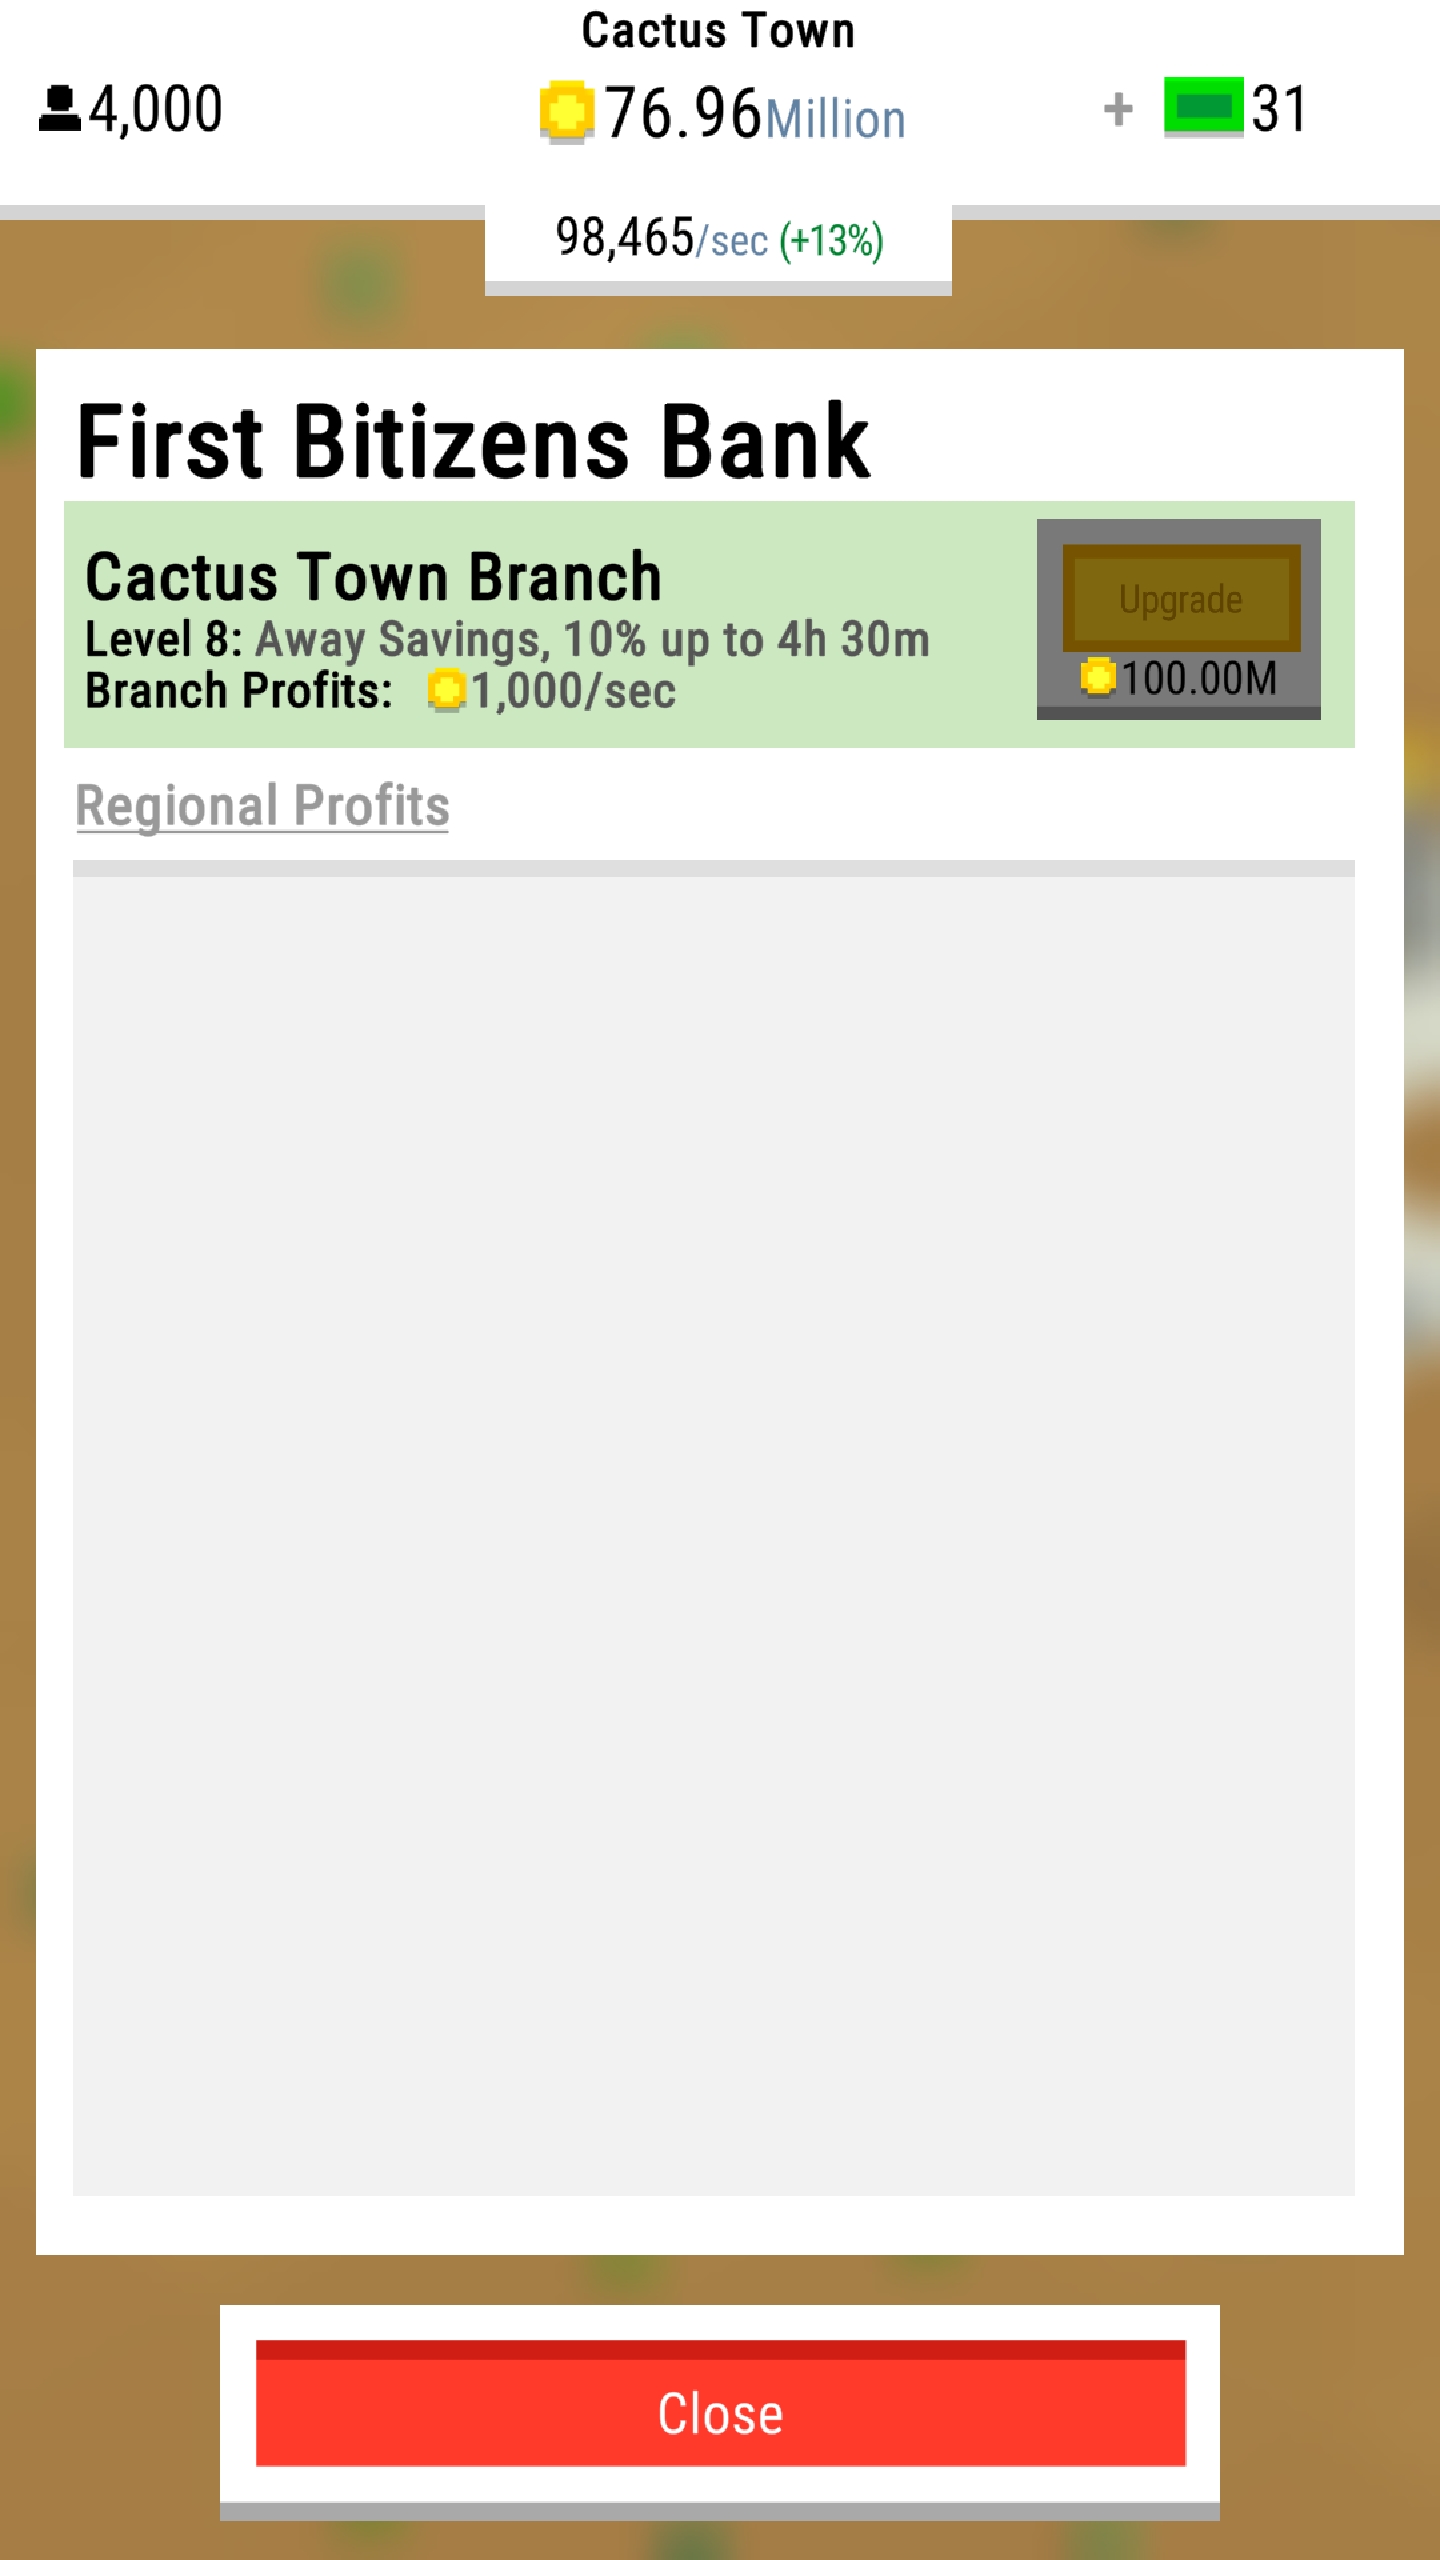 Cactus Town
4,000
76.96Million
+ 31
98,465/sec (+13%)
First Bitizens Bank
Cactus Town Branch
Level 8: Away Savings, 10% up to 4h 30m
Branch Profits: 1,000/sec
Upgrade
100.00M
Regional Profits
Close